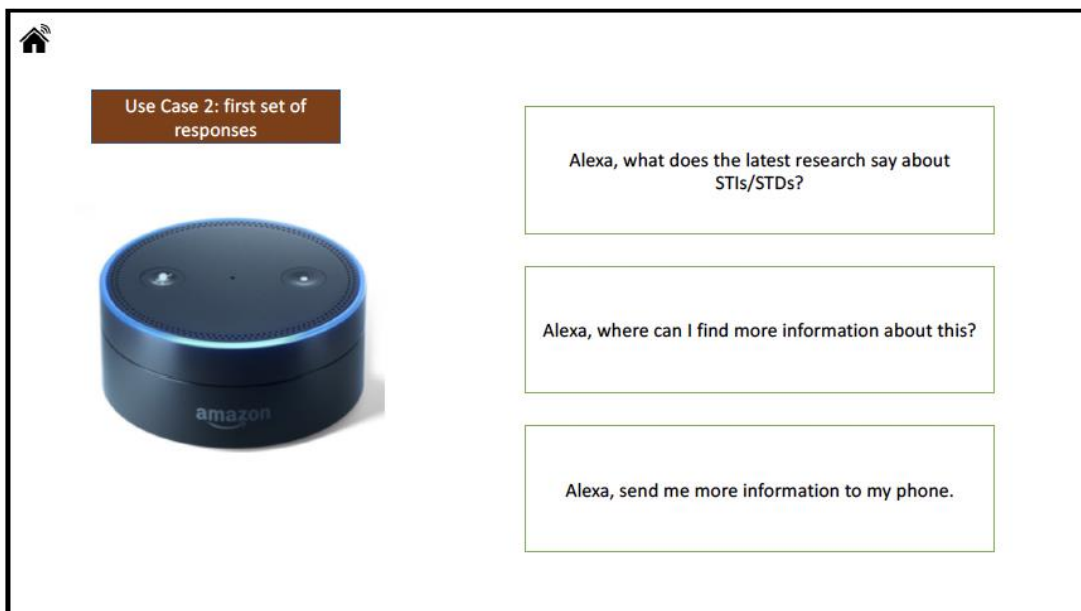 Use Case 2: first set of
responses
amazon
Alexa, what does the latest research say about
STIs/STDs?
Alexa, where can I find more information about this?
Alexa, send me more information to my phone.